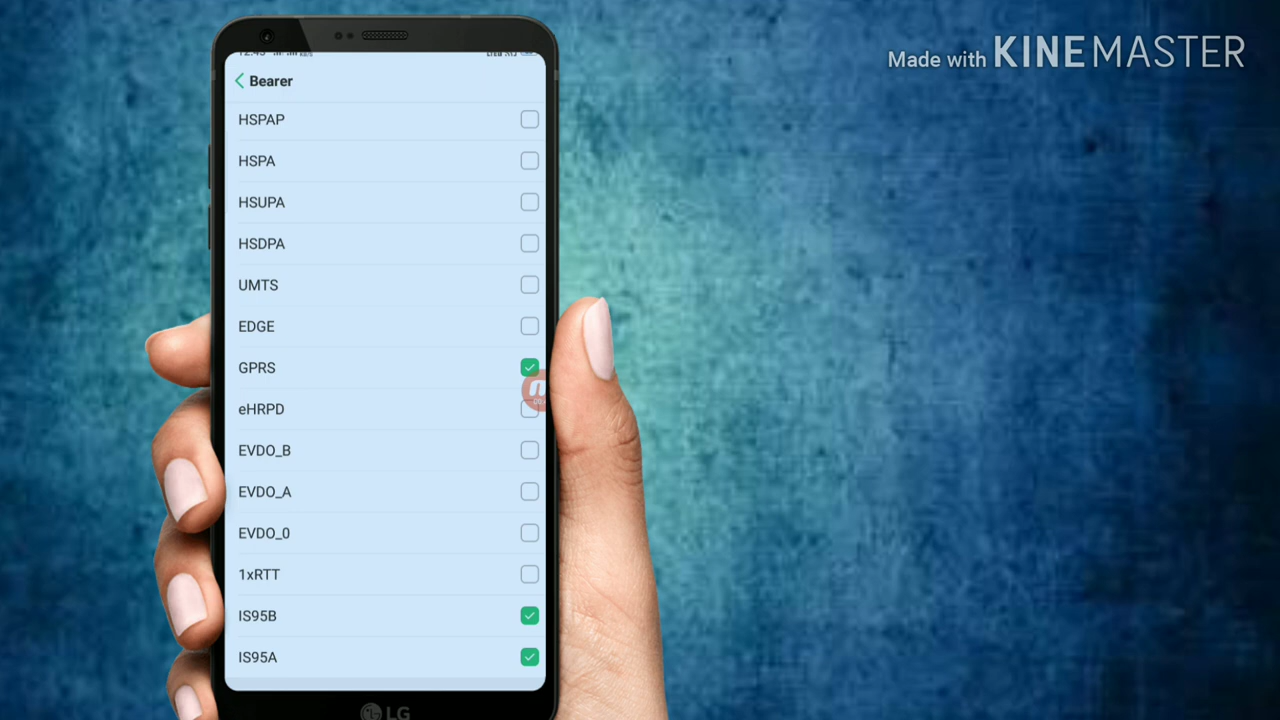 Made with KINEMASTER
Bearer
HSPAP
HSPA
HSUPA
HSDPA
UMTS
EDGE
GPRS
eHRPD
EVDO_B
EVDO_A
EVDO_0
1xRTT
IS95B
IS95A
LG